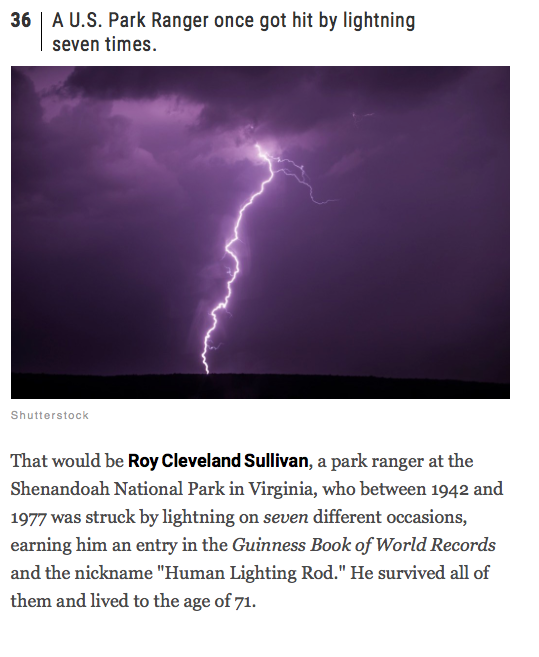 36 A U.S. Park Ranger once got hit by lightning
seven times.
Shutterstock
That would be Roy Cleveland Sullivan, a park ranger at the
Shenandoah National Park in Virginia, who between 1942 and
1977 was struck by lightning on seven different occasions,
earning him an entry in the Guinness Book of World Records
and the nickname "Human Lighting Rod." He survived all of
them and lived to the age of 71.